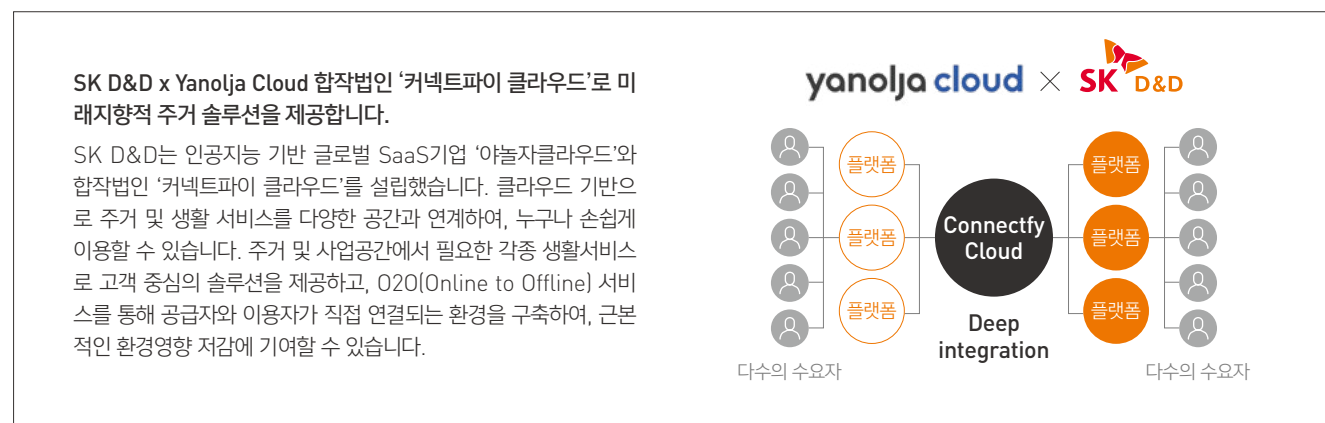 SK D&D x Yanolja Cloud 합작법인 ‘커넥트파이 클라우드’로 미
래지향적 주거 솔루션을 제공합니다.
SK D&D는 인공지능 기반 글로벌 SaaS기업 ‘야놀자클라우드’와
합작법인 ‘커넥트파이 클라우드’를 설립했습니다. 클라우드 기반으
로 주거 및 생활 서비스를 다양한 공간과 연계하여, 누구나 손쉽게
이용할 수 있습니다. 주거 및 사업공간에서 필요한 각종 생활서비스
로 고객 중심의 솔루션을 제공하고, O2O(Online to Offline) 서비
스를 통해 공급자와 이용자가 직접 연결되는 환경을 구축하여, 근본
적인 환경영향 저감에 기여할 수 있습니다.
yanolja cloud × SK D&D
플랫폼
플랫폼
플랫폼
Connectfy
Cloud
Deep
integration
플랫폼
플랫폼
플랫폼
다수의 수요자
다수의 수요자